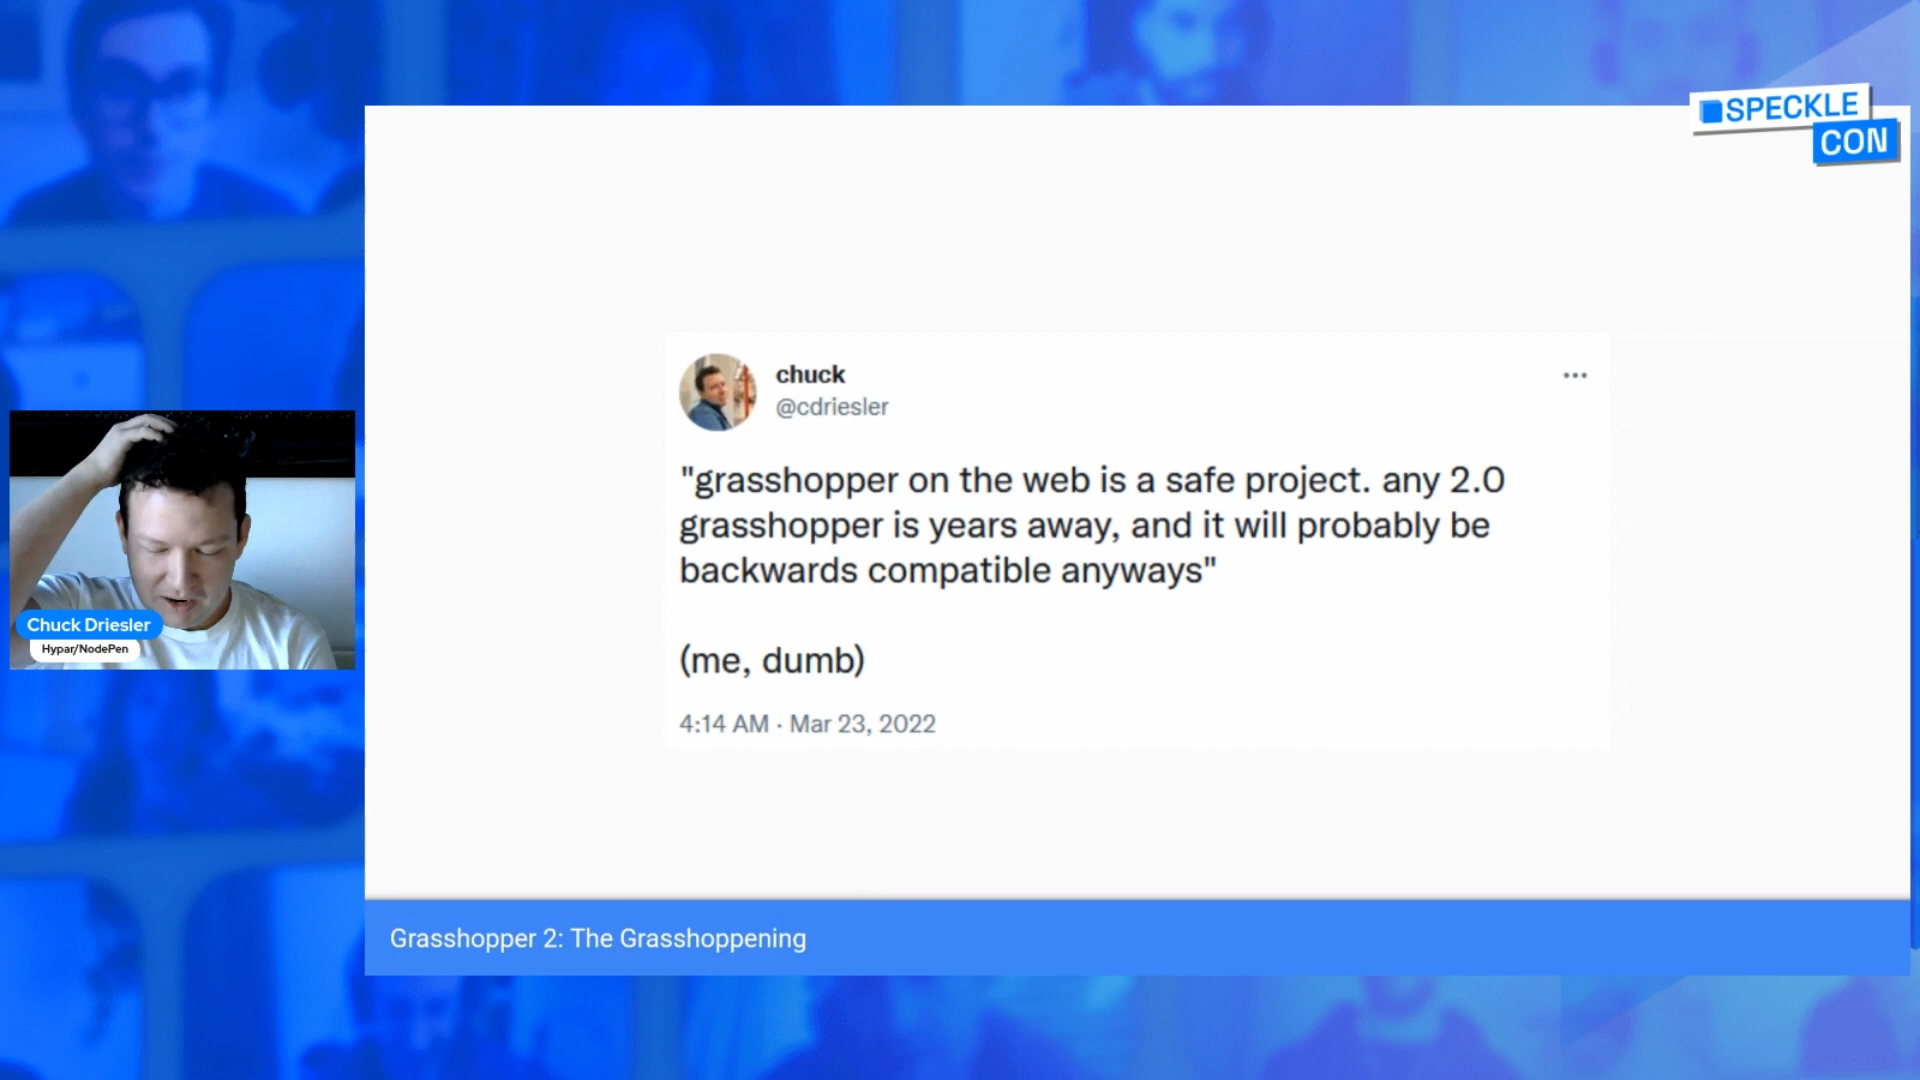 SPECKLE
CON
chuck
@cdriesler
"grasshopper on the web is a safe project. any 2.0
grasshopper is years away, and it will probably be
backwards compatible anyways"
(me, dumb)
4:14 AM · Mar 23, 2022
Chuck Driesler
Hypar/NodePen
Grasshopper 2: The Grasshoppening